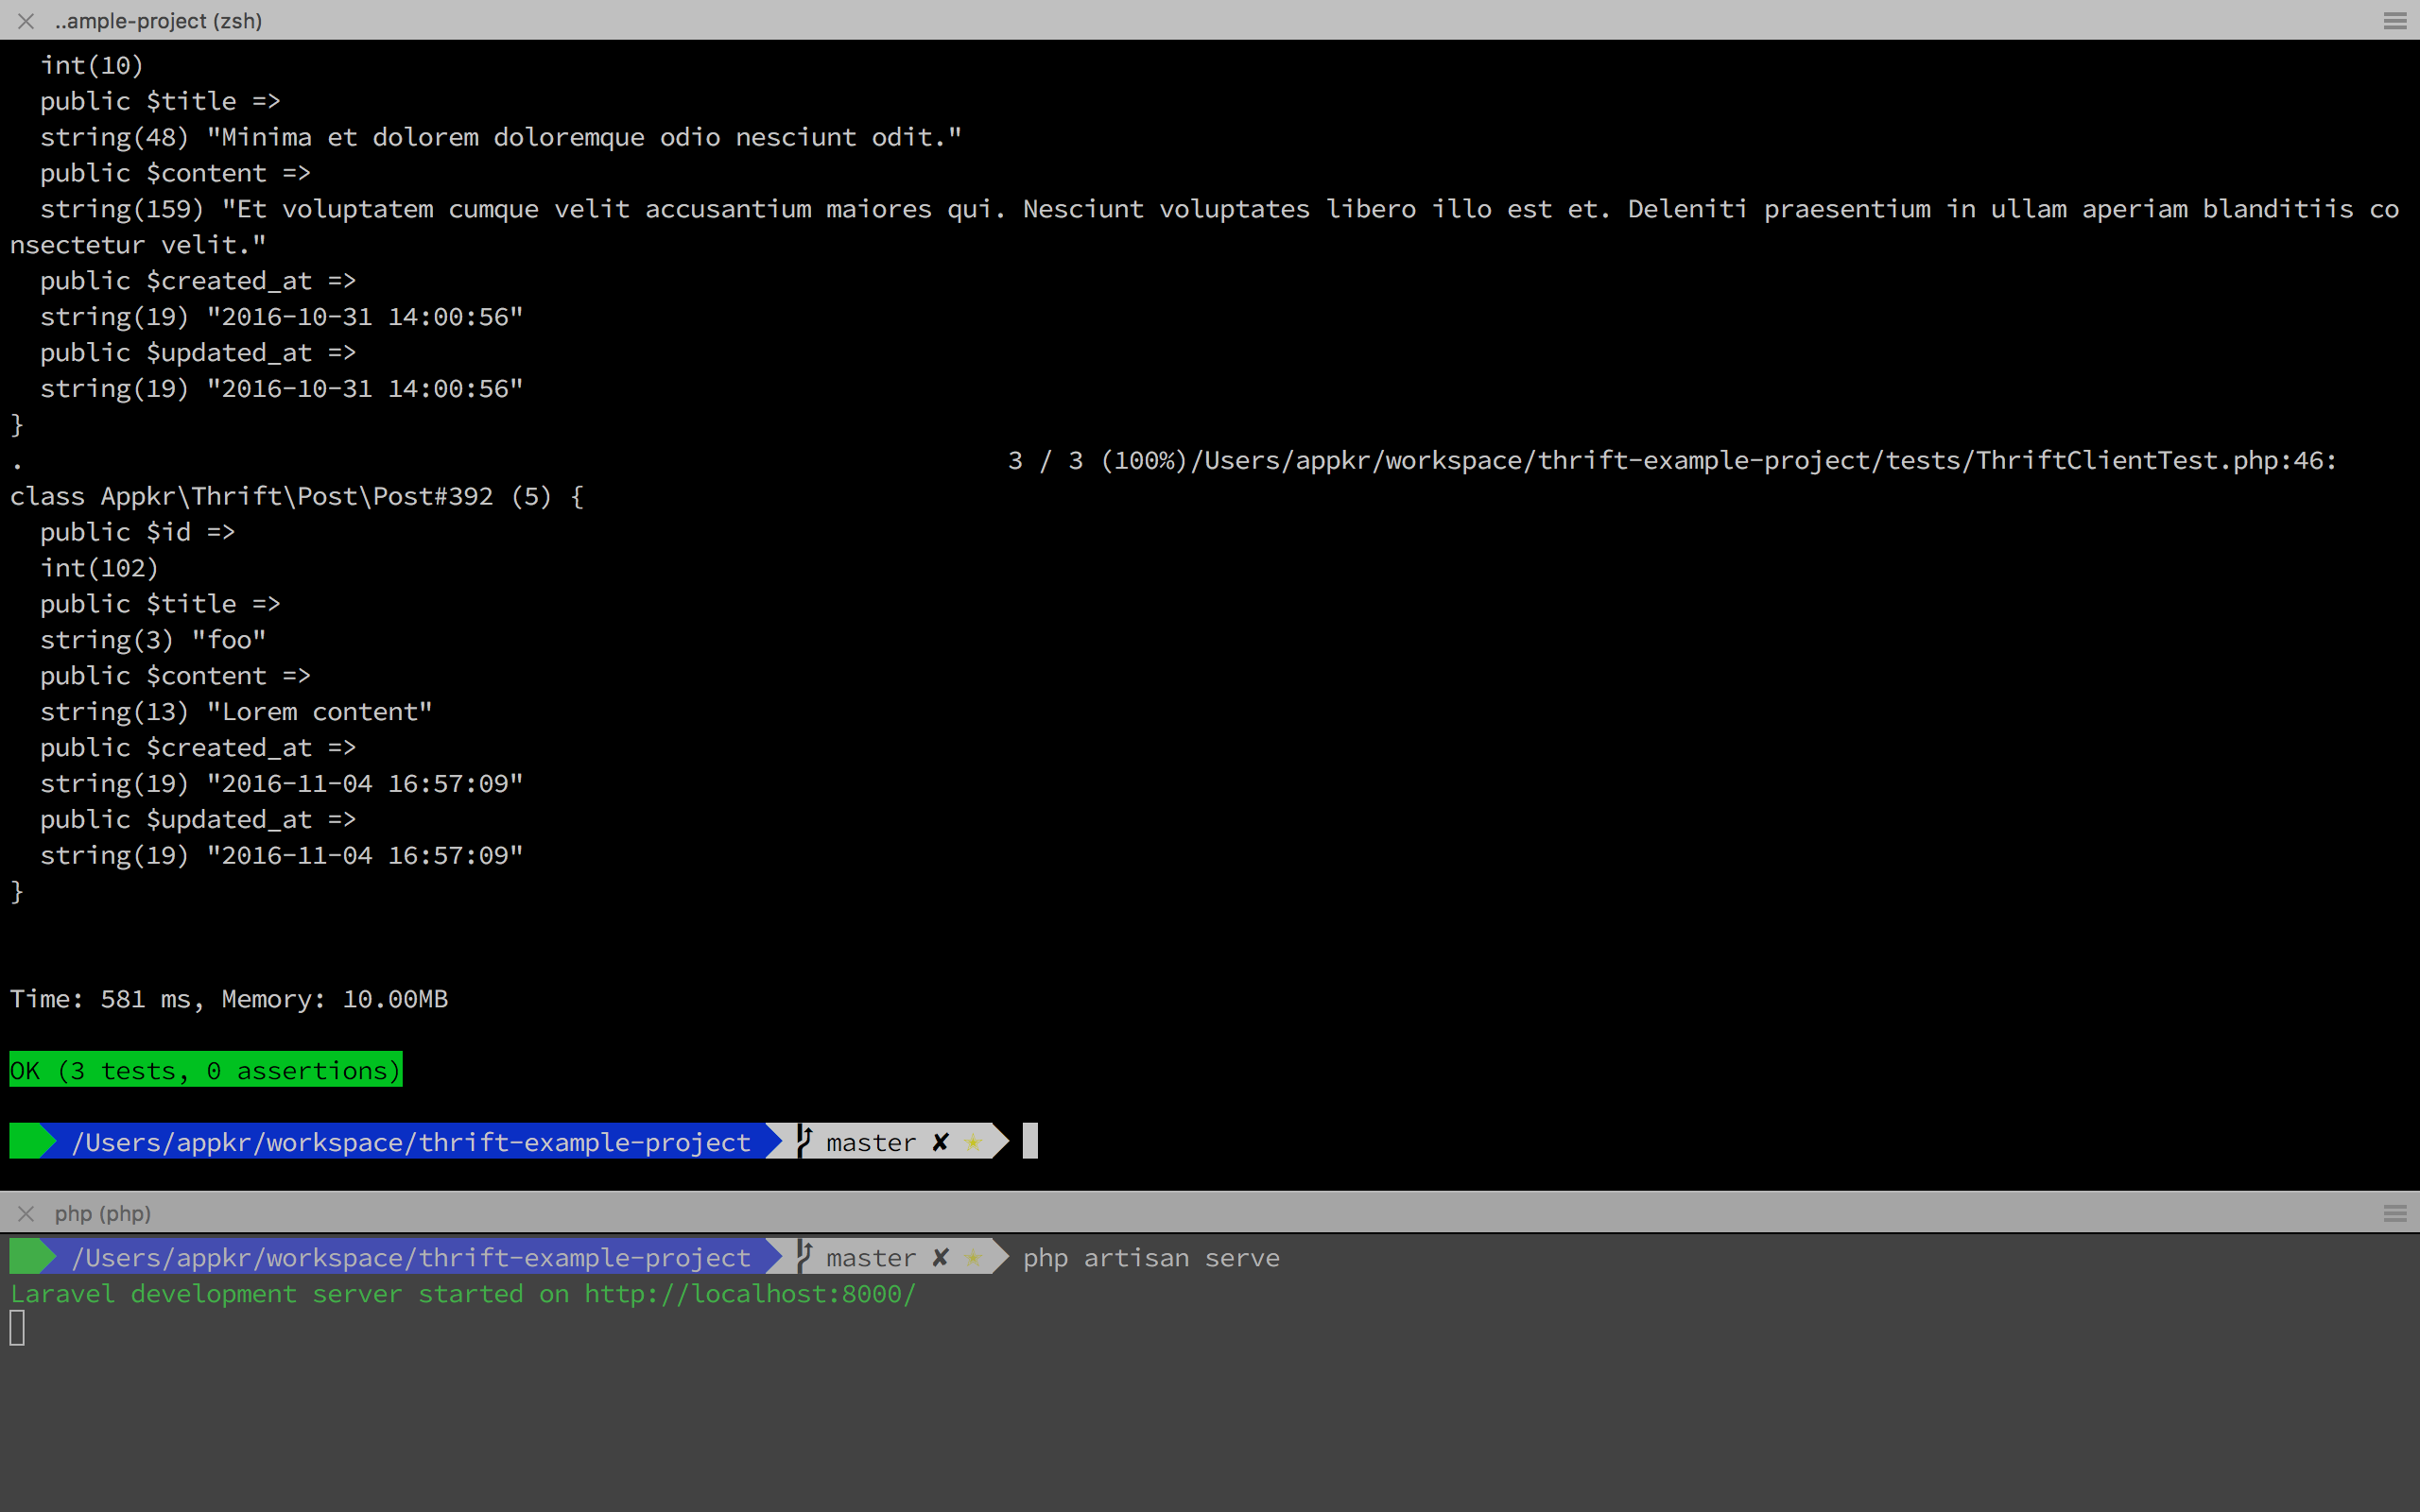 ..ample-project (zsh)
int(10)
public $title =>
string(48) "Minima et dolorem doloremque odio nesciunt odit."
public $content =>
string(159) "Et voluptatem cumque velit accusantium maiores qui. Nesciunt voluptates libero illo est et. Deleniti praesentium in ullam aperiam blanditiis co
nsectetur velit."
public $created_at =>
string(19) "2016-10-31 14:00:56"
public $updated_at =>
string(19) "2016-10-31 14:00:56"
}
. 3 / 3 (100%)/Users/appkr/workspace/thrift-example-project/tests/ThriftClientTest.php:46:
class Appkr\Thrift\Post\Post#392 (5) {
public $id =>
int(102)
public $title =>
string(3) "foo"
public $content =>
string(13) "Lorem content"
public $created_at =>
string(19) "2016-11-04 16:57:09"
public $updated_at =>
string(19) "2016-11-04 16:57:09"
}
Time: 581 ms, Memory: 10.00MB
OK (3 tests, 0 assertions)
/Users/appkr/workspace/thrift-example-project master ✘ ★
php (php)
/Users/appkr/workspace/thrift-example-project master ✘ ★ php artisan serve
Laravel development server started on http://localhost:8000/